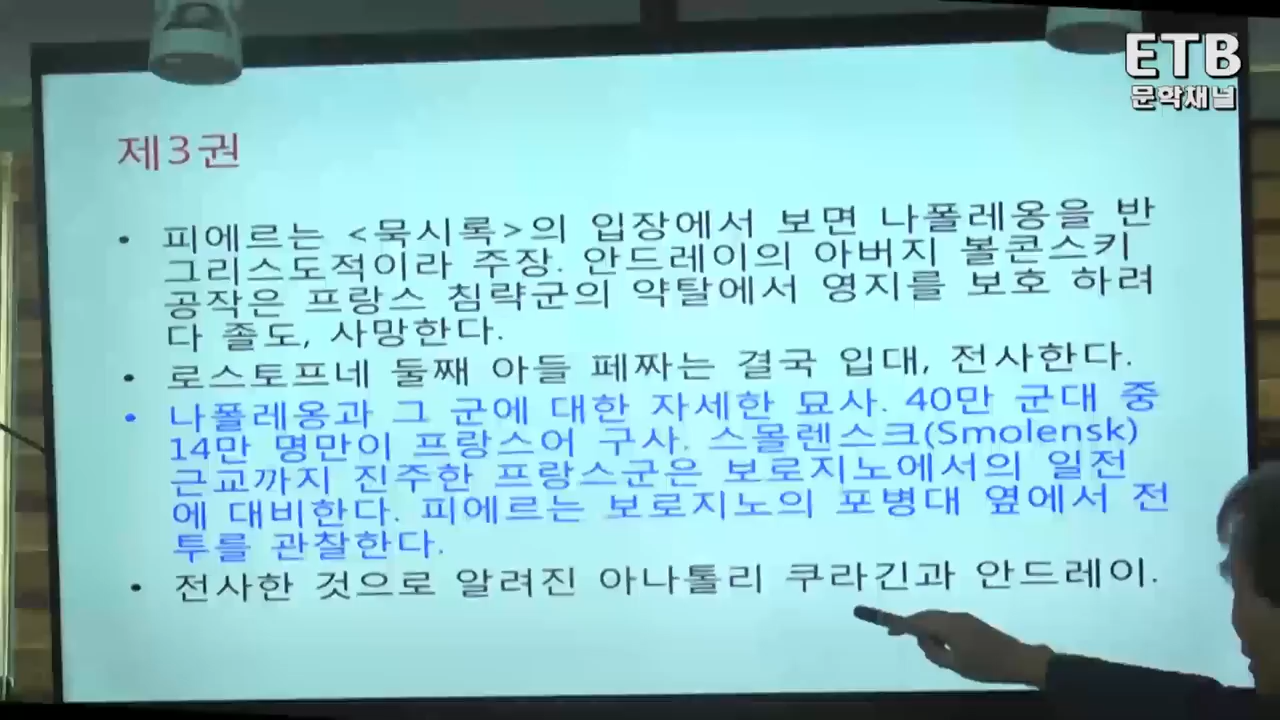 ETB
문학채널
제3권
• 피에르는 <묵시록>의 입장에서 보면 나폴레옹을 반
그리스도적이라 주장. 안드레이의 아버지 볼콘스키
공작은 프랑스 침략군의 약탈에서 영지를 보호 하려
다 졸도, 사망한다.
• 로스토프네 둘째 아들 페짜는 결국 입대, 전사한다.
• 나폴레옹과 그 군에 대한 자세한 묘사. 40만 군대 중
14만 명만이 프랑스어 구사. 스몰렌스크(Smolensk)
근교까지 진주한 프랑스군은 보로지노에서의 일전
에 대비한다. 피에르는 보로지노의 포병대 옆에서 전
투를 관찰한다.
• 전사한 것으로 알려진 아나톨리 쿠라긴과 안드레이.